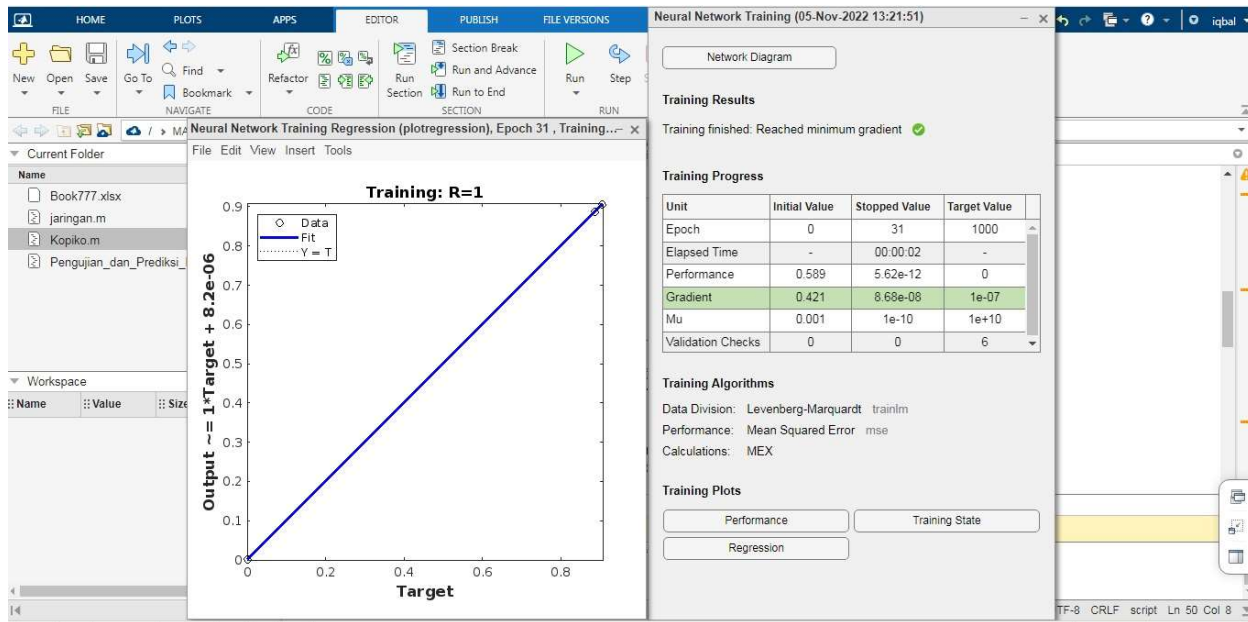 HOME PLOTS APPS EDITOR PUBLISH FILE VERSIONS
iqbal
New Open Save
Go To
Find
Bookmark
Refactor
Run Section
Section Break
Run and Advance
Run to End
Run Step
FILE NAVIGATE CODE SECTION RUN
Current Folder
Name
Book777.xlsx
jaringan.m
Kopiko.m
Pengujian_dan_Prediksi_
Workspace
Name Value Size
Neural Network Training Regression (plotregression), Epoch 31 , Training...
File Edit View Insert Tools
Training: R=1
Data
Fit
Y = T
Output ~= 1*Target + 8.2e-06
0.9
0.8
0.7
0.6
0.5
0.4
0.3
0.2
0.1
0
0 0.2 0.4 0.6 0.8
Target
Neural Network Training (05-Nov-2022 13:21:51)
Network Diagram
Training Results
Training finished: Reached minimum gradient
Training Progress
Unit Initial Value Stopped Value Target Value
Epoch 0 31 1000
Elapsed Time - 00:00:02 -
Performance 0.589 5.62e-12 0
Gradient 0.421 8.68e-08 1e-07
Mu 0.001 1e-10 1e+10
Validation Checks 0 0 6
Training Algorithms
Data Division: Levenberg-Marquardt trainlm
Performance: Mean Squared Error mse
Calculations: MEX
Training Plots
Performance Training State
Regression
TF-8 CRLF script Ln 50 Col 8